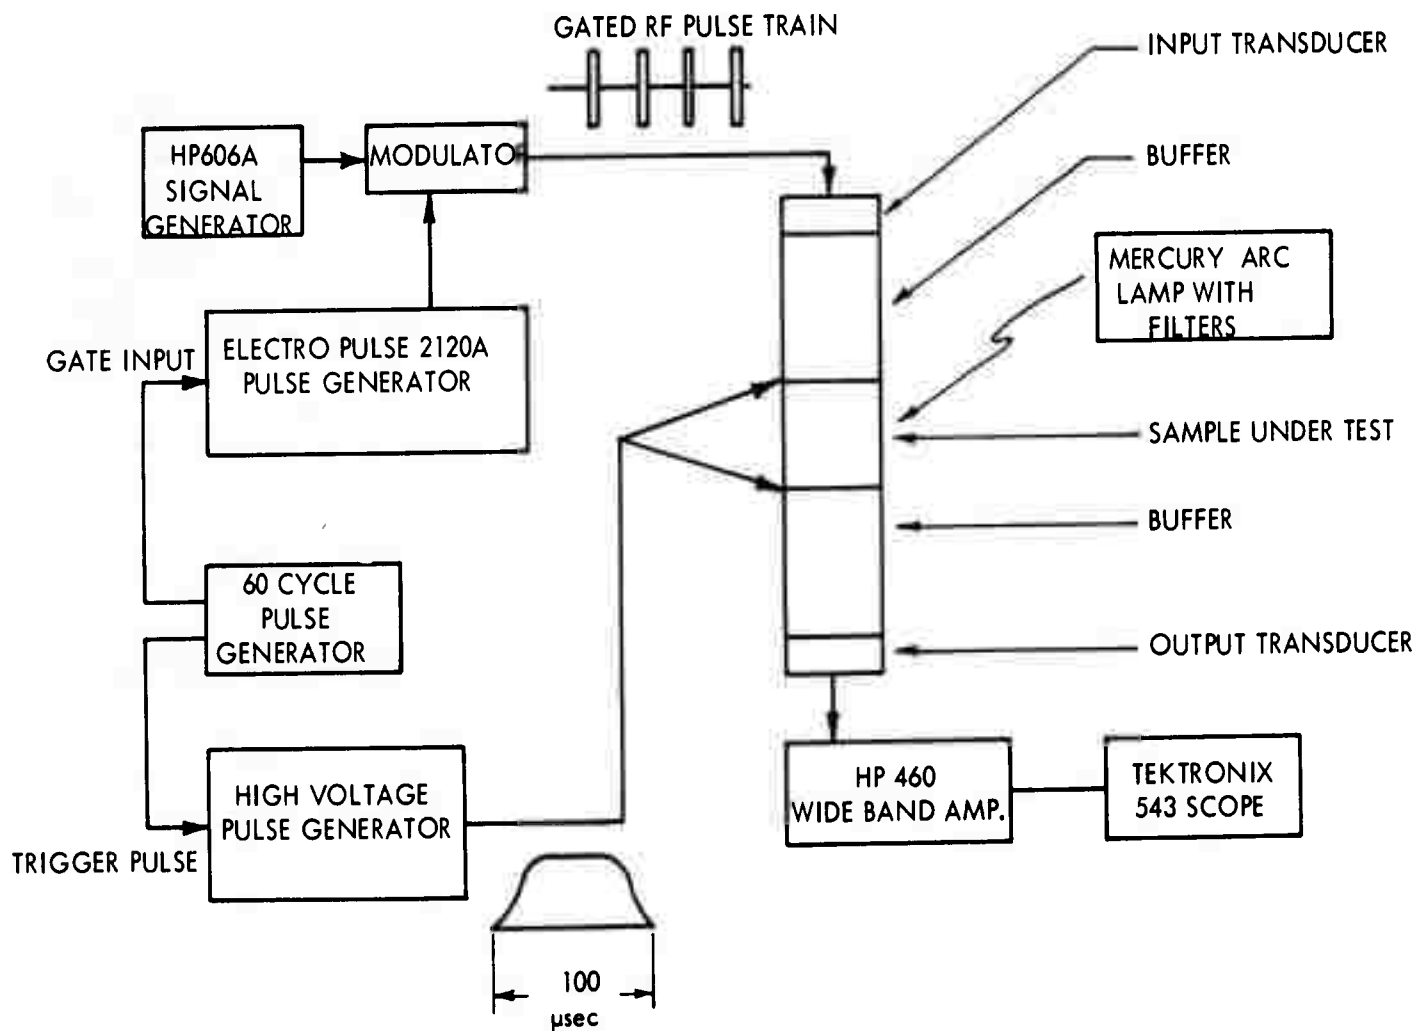 GATED RF PULSE TRAIN
INPUT TRANSDUCER
HP606A
SIGNAL
GENERATOR
MODULATO
BUFFER
MERCURY ARC
LAMP WITH
FILTERS
GATE INPUT
ELECTRO PULSE 2120A
PULSE GENERATOR
SAMPLE UNDER TEST
BUFFER
60 CYCLE
PULSE
GENERATOR
OUTPUT TRANSDUCER
HIGH VOLTAGE
PULSE GENERATOR
TRIGGER PULSE
HP 460
WIDE BAND AMP.
TEKTRONIX
543 SCOPE
100
μsec